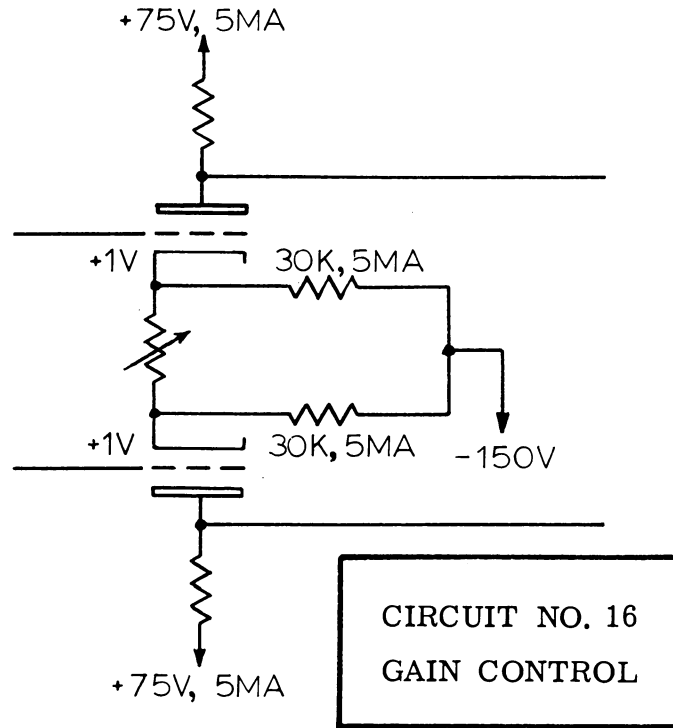 +75V, 5MA
+1V
30K, 5MA
+1V
30K, 5MA
-150V
+75V, 5MA
CIRCUIT NO. 16
GAIN CONTROL